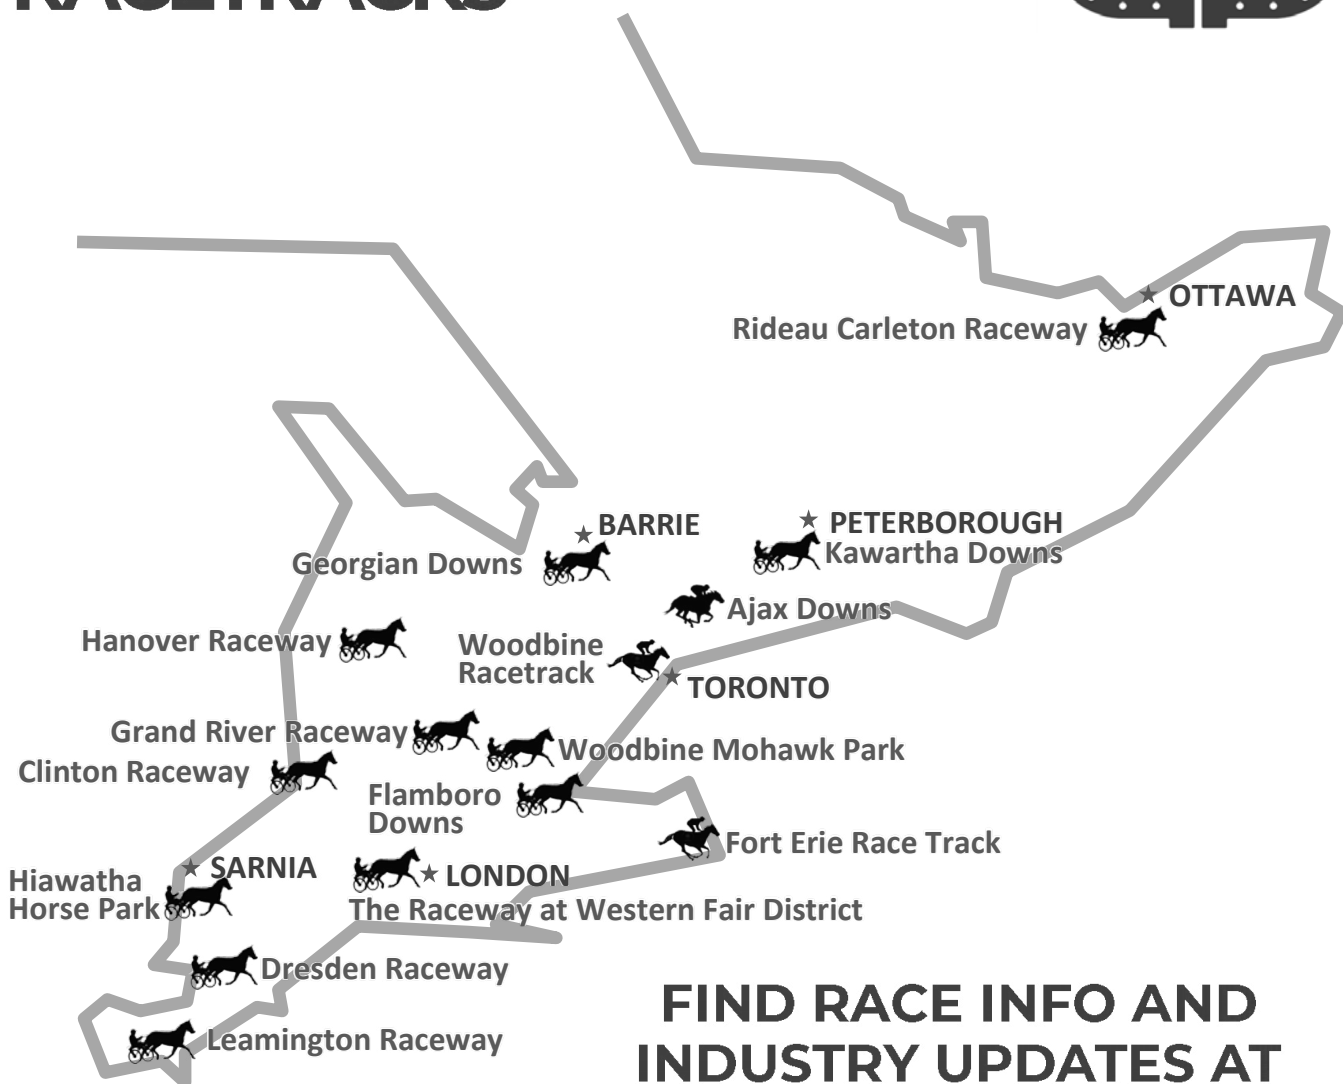 RACETRACKS
OTTAWA
Rideau Carleton Raceway
BARRIE
PETERBOROUGH
Georgian Downs
Kawartha Downs
Ajax Downs
Hanover Raceway
Woodbine
Racetrack
TORONTO
Grand River Raceway
Woodbine Mohawk Park
Clinton Raceway
Flamboro
Downs
Fort Erie Race Track
SARNIA
LONDON
Hiawatha
Horse Park
The Raceway at Western Fair District
Dresden Raceway
Leamington Raceway
FIND RACE INFO AND
INDUSTRY UPDATES AT